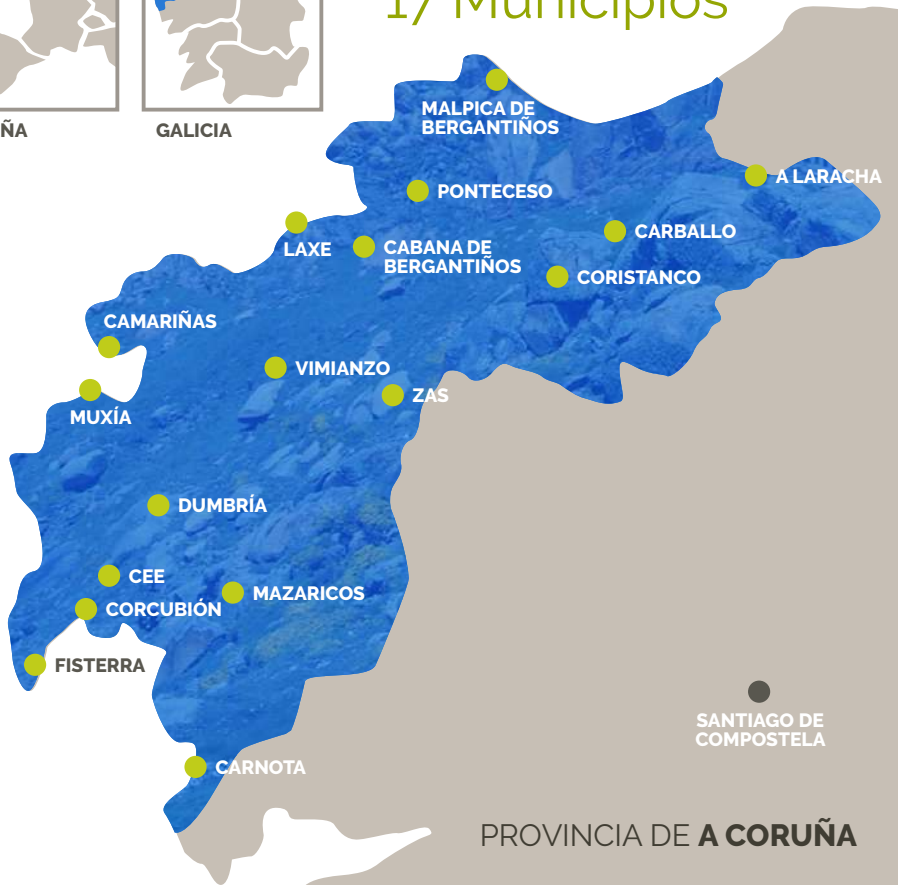 17 Municipios
ÑA
GALICIA
MALPICA DE
BERGANTIÑOS
A LARACHA
PONTECESO
CARBALLO
LAXE
CABANA DE
BERGANTIÑOS
CORISTANCO
CAMARIÑAS
VIMIANZO
ZAS
MUXÍA
DUMBRÍA
CEE
MAZARICOS
CORCUBIÓN
FISTERRA
SANTIAGO DE
COMPOSTELA
CARNOTA
PROVINCIA DE A CORUÑA